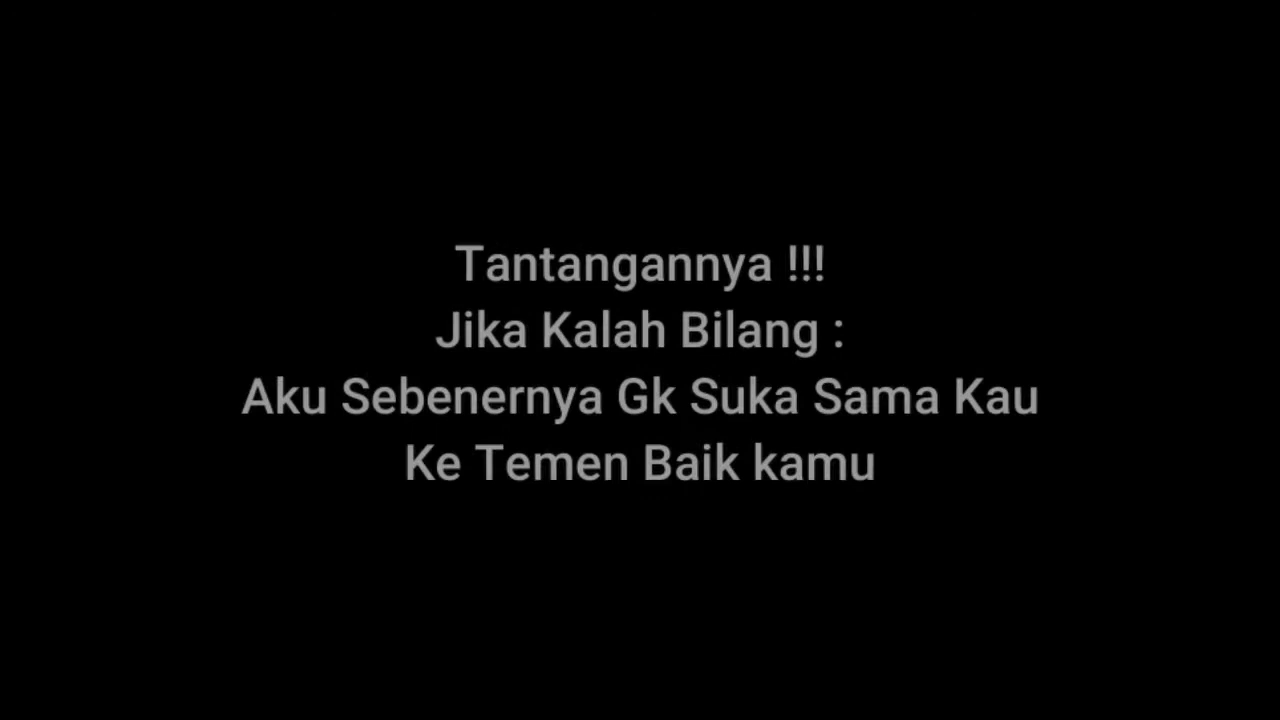 Tantangannya !!!
Jika Kalah Bilang :
Aku Sebenernya Gk Suka Sama Kau
Ke Temen Baik kamu